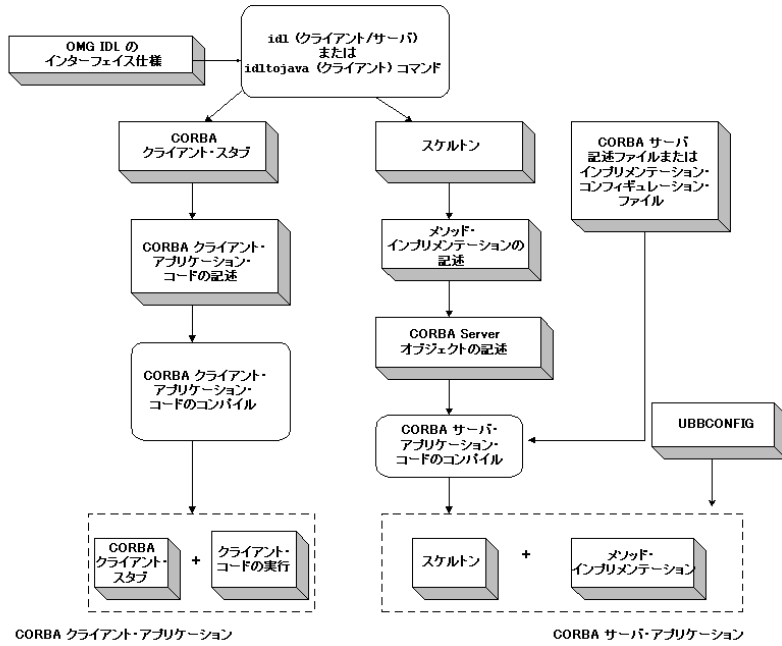 OMG IDL の
インターフェイス仕様
idl (クライアント/サーバ)
または
idltojava (クライアント) コマンド
CORBA
クライアント・スタブ
スケルトン
CORBA サーバ
記述ファイルまたは
インプリメンテーション・
コンフィギュレーション・
ファイル
CORBA クライアント・
アプリケーション・
コードの記述
メソッド・
インプリメンテーションの
記述
CORBA Server
オブジェクトの記述
CORBA クライアント・
アプリケーション・
コードのコンパイル
CORBA サーバ・
アプリケーション・
コードのコンパイル
UBBCONFIG
CORBA
クライアント・
スタブ
+
クライアント・
コードの実行
スケルトン
+
メソッド・
インプリメンテーション
CORBA クライアント・アプリケーション
CORBA サーバ・アプリケーション